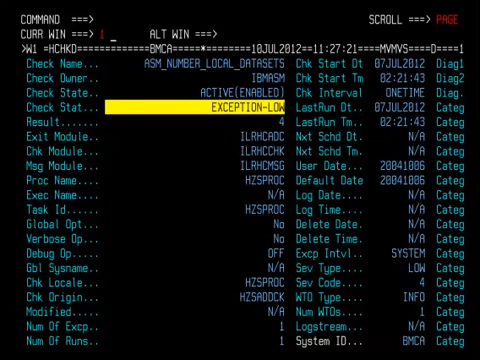 COMMAND ===> SCROLL ===> PAGE
CURR WIN ===> 1 _ ALT WIN ===>
>W1 =HCHKD=============BMCA=====*========10JUL2012==11:27:21====MVMVS====D====1
Check Name... ASM_NUMBER_LOCAL_DATASETS Chk Start Dt 07JUL2012 Diag1
Check Owner.. IBMASM Chk Start Tm 02:21:43 Diag2
Check State.. ACTIVE(ENABLED) Chk Interval ONETIME Diag.
Check Stat... EXCEPTION-LOW LastRun Dt.. 07JUL2012 Categ
Result....... 4 LastRun Tm.. 02:21:43 Categ
Exit Module.. ILRHCADC Nxt Schd Dt. N/A Categ
Chk Module... ILRHCCHK Nxt Schd Tm. N/A Categ
Msg Module... ILRHCMSG User Date... 20041006 Categ
Proc Name.... HZSPROC Default Date 20041006 Categ
Exec Name.... N/A Log Date.... N/A Categ
Task Id...... HZSPROC Log Time.... N/A Categ
Global Opt... No Delete Date. N/A Categ
Verbose Op... No Delete Time. N/A Categ
Debug Op..... OFF Excp Intvl.. SYSTEM Categ
Gbl Sysname.. N/A Sev Type.... LOW Categ
Chk Locale... HZSPROC Sev Code.... 4 Categ
Chk Origin... HZSADDCK WTO Type.... INFO Categ
Modified..... N/A Num WTOs.... 1 Categ
Num Of Excp.. 1 Logstream... N/A Categ
Num Of Runs.. 1 System ID... BMCA Categ